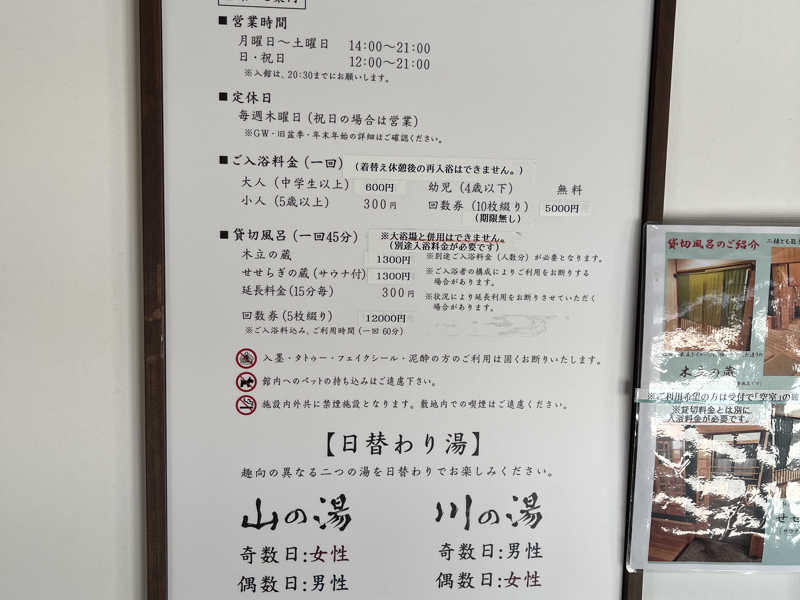 ■営業時間
月曜日～土曜日 14:00～21:00
日・祝日 12:00～21:00
※入館は、20:30までにお願いします。
■定休日
毎週木曜日(祝日の場合は営業)
※GW・旧盆季・年末年始の詳細はご確認ください。
■ご入浴料金(一回) (着替え休憩後の再入浴はできません。)
大人(中学生以上) 600円 幼児(4歳以下) 無料
小人(5歳以上) 300円 回数券(10枚綴り) 5000円
(期限無し)
■貸切風呂(一回45分) ※大浴場と併用はできません。
(別途入浴料金が必要です)
木立の蔵 1300円 ※別途ご入浴料金(人数分)が必要となります。
せせらぎの蔵(サウナ付) 1300円 ※ご入浴者の構成によりご利用をお断りする
場合があります。
延長料金(15分毎) 300円 ※状況により延長利用をお断りさせていただく
場合があります。
回数券(5枚綴り) 12000円
※ご入浴料込み、ご利用時間(一回60分)
入墨・タトゥー・フェイクシール・泥酔の方のご利用は固くお断りいたします。
館内へのペットの持ち込みはご遠慮下さい。
施設内外共に禁煙施設となります。敷地内での喫煙はご遠慮ください。
【日替わり湯】
趣向の異なる二つの湯を日替わりでお楽しみください。
山の湯 川の湯
奇数日:女性 奇数日:男性
偶数日:男性 偶数日:女性
貸切風呂のご紹介
木立の蔵
※ご利用希望の方は受付で「空室」の
※貸切料金とは別に
入浴料金が必要です。